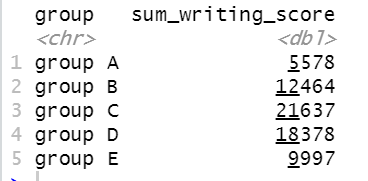 group sum_writing_score
<chr> <dbl>
1 group A 5578
2 group B 12464
3 group C 21637
4 group D 18378
5 group E 9997
>